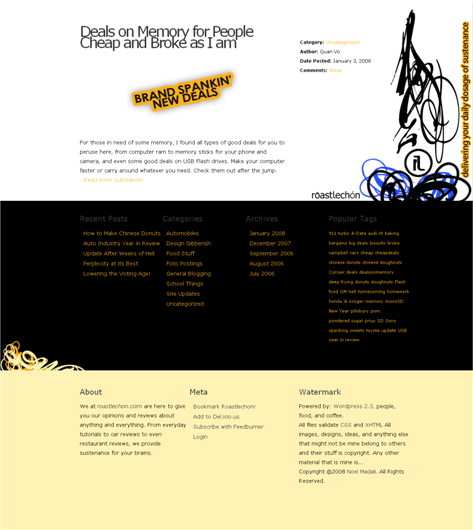 Deals on Memory for People
Cheap and Broke as I am
Category: Uncategorized
Author: Quan Vo
Date Posted: January 3, 2008
Comments: None
BRAND SPANKIN'
NEW DEALS
For those in need of some memory, I found all types of good deals for you to
peruse here, from computer ram to memory sticks for your phone and
camera, and even some good deals on USB Flash drives. Make your computer
faster or carry around whatever you need. Check them out after the jump.
...Read more substance!
delivering your daily dosage of sustenance
roastlechón
Recent Posts
How to Make Chinese Donuts
Auto Industry Year in Review
Update After Weeks of Hell
Perplexity at Its Best
Lowering the Voting Age!
Categories
Automobiles
Design Gibberish
Food Stuff
Foto Postings
General Blogging
School Things
Site Updates
Uncategorized
Archives
January 2008
December 2007
September 2006
August 2006
July 2006
Popular Tags
911 turbo A-Data audi r8 baking
bargains big deals biscuits broke
campbell cars cheap cheapdeals
chinese donuts chinese doughnuts
Corsair deals dealsonmemory
deep frying donuts doughnuts Flash
food GM hell homecoming homework
honda ik kroger memory microSD
New Year pillsbury porn
powdered sugar prius SD Sony
spanking sweets toyota update USB
year in review
About
We at roastlechon.com are here to give
you our opinions and reviews about
anything and everything. From everyday
tutorials to car reviews to even
restaurant reviews, we provide
sustenance for your brains.
Meta
Bookmark Roastlechon!
Add to Del.icio.us
Subscribe with Feedburner
Login
Watermark
Powered by: Wordpress 2.3, people,
food, and coffee.
All files validate CSS and XHTML All
images, designs, ideas, and anything else
that might not be mine belong to others
and their stuff is copyright. Any other
material that is mine is...
Copyright @2008 Noel Madali. All Rights
Reserved.